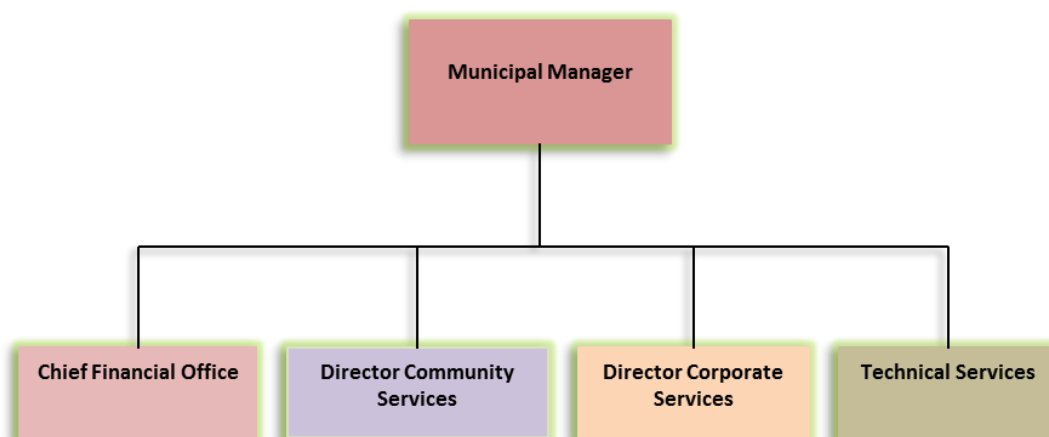 Municipal Manager
Chief Financial Office
Director Community
Services
Director Corporate
Services
Technical Services